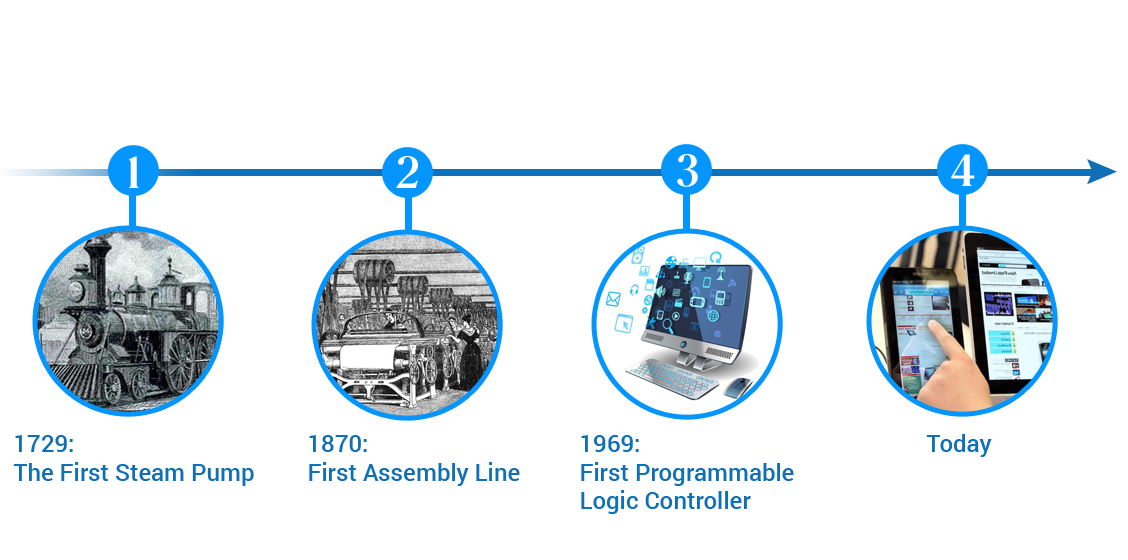 1
2
3
4
1729:
The First Steam Pump
1870:
First Assembly Line
1969:
First Programmable
Logic Controller
Today